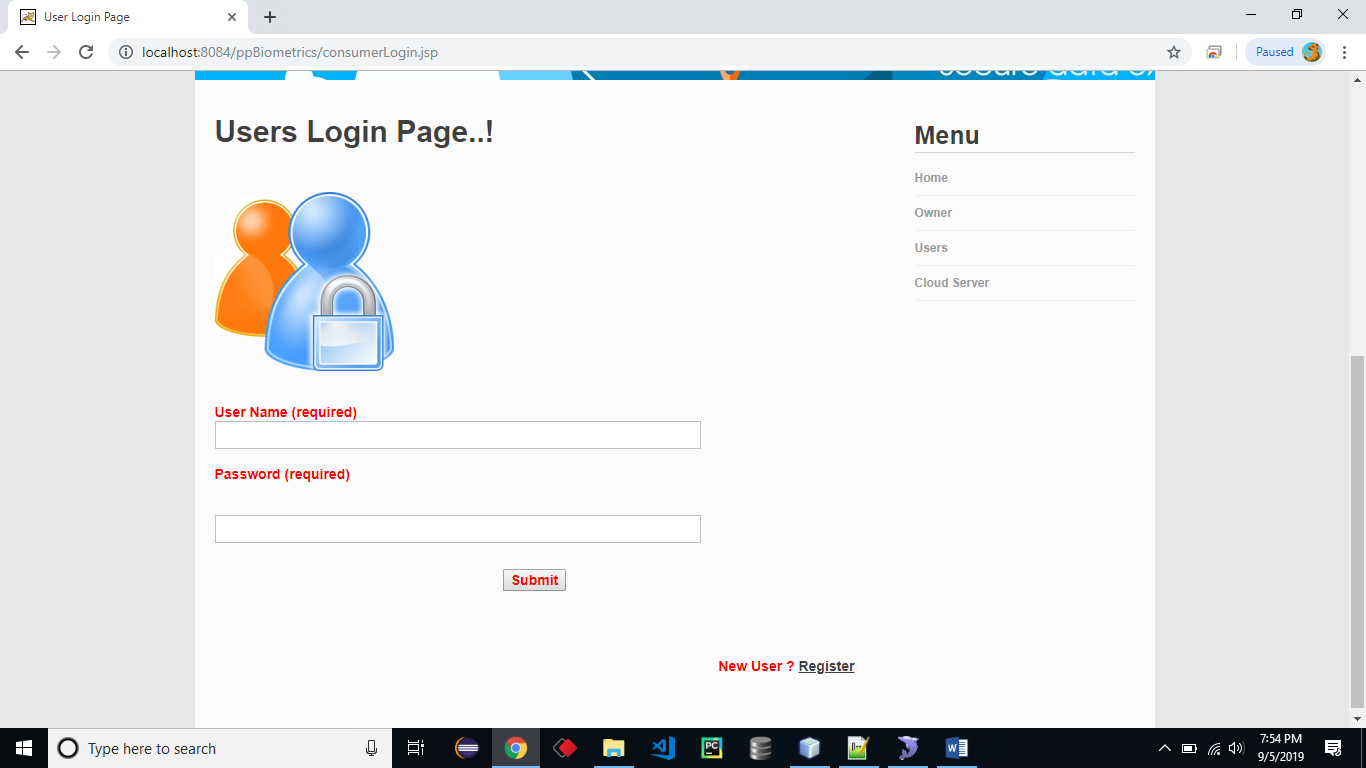 User Login Page
localhost:8084/ppBiometrics/consumerLogin.jsp
Paused
Users Login Page..!
Menu
Home
Owner
Users
Cloud Server
User Name (required)
Password (required)
Submit
New User ? Register
Type here to search
PC
7:54 PM
9/5/2019